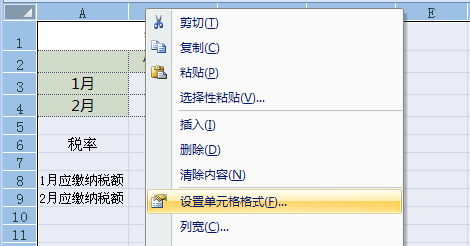 A
E
1
剪切(T)
复制(C)
2
粘贴(P)
3
1月
选择性粘贴(V)...
4
2月
5
插入(I)
6
税率
删除(D)
7
清除内容(N)
8
1月应缴纳税额
9
2月应缴纳税额
设置单元格格式(F)...
10
列宽(C)...
11